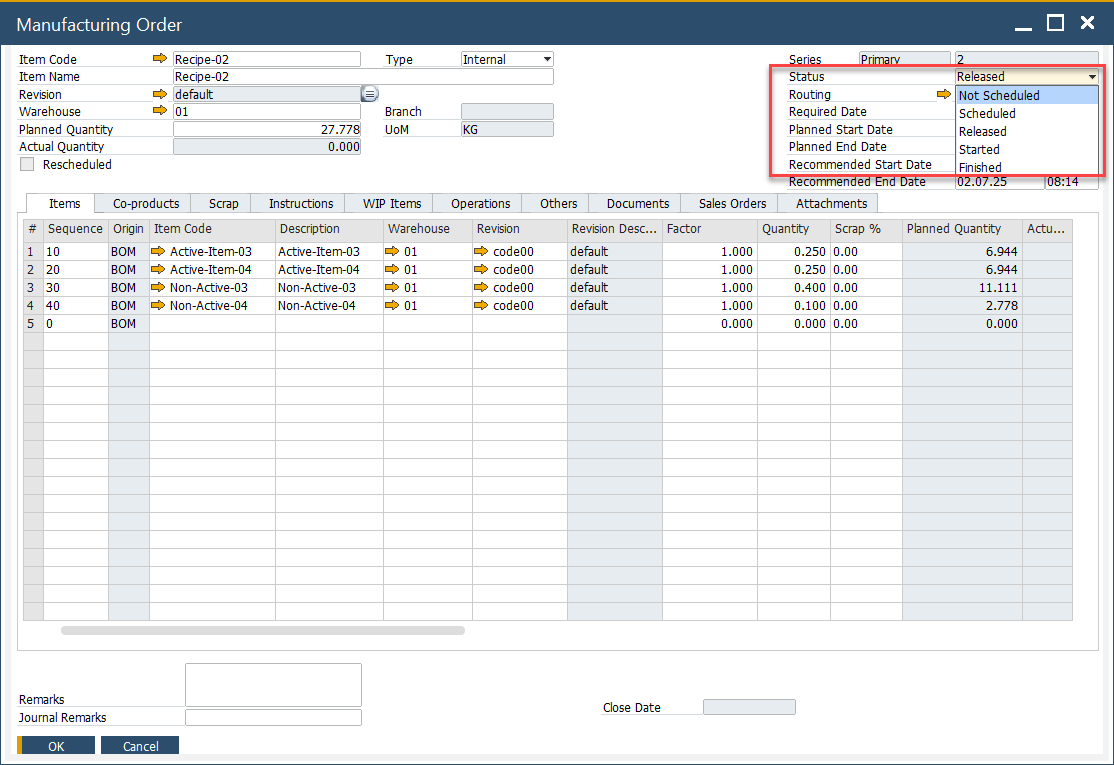 Manufacturing Order
Item Code Recipe-02 Type Internal Series Primary 2
Item Name Recipe-02 Status Released
Revision default Routing Not Scheduled
Warehouse 01 Branch Required Date Scheduled
Planned Quantity 27.778 UoM KG Planned Start Date Released
Actual Quantity 0.000 Planned End Date Started
Rescheduled Recommended Start Date Finished
Recommended End Date 02.07.25 08:14
Items Co-products Scrap Instructions WIP Items Operations Others Documents Sales Orders Attachments
# Sequence Origin Item Code Description Warehouse Revision Revision Desc... Factor Quantity Scrap % Planned Quantity Actu...
1 10 BOM Active-Item-03 Active-Item-03 01 code00 default 1.000 0.250 0.00 6.944
2 20 BOM Active-Item-04 Active-Item-04 01 code00 default 1.000 0.250 0.00 6.944
3 30 BOM Non-Active-03 Non-Active-03 01 code00 default 1.000 0.400 0.00 11.111
4 40 BOM Non-Active-04 Non-Active-04 01 code00 default 1.000 0.100 0.00 2.778
5 0 BOM 0.000 0.000 0.00 0.000
Remarks
Close Date
Journal Remarks
OK Cancel